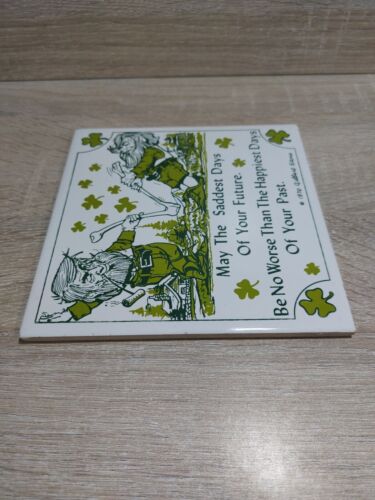 May The Saddest Days
Of Your Future.
Be No Worse Than The Happiest Days
Of Your Past.